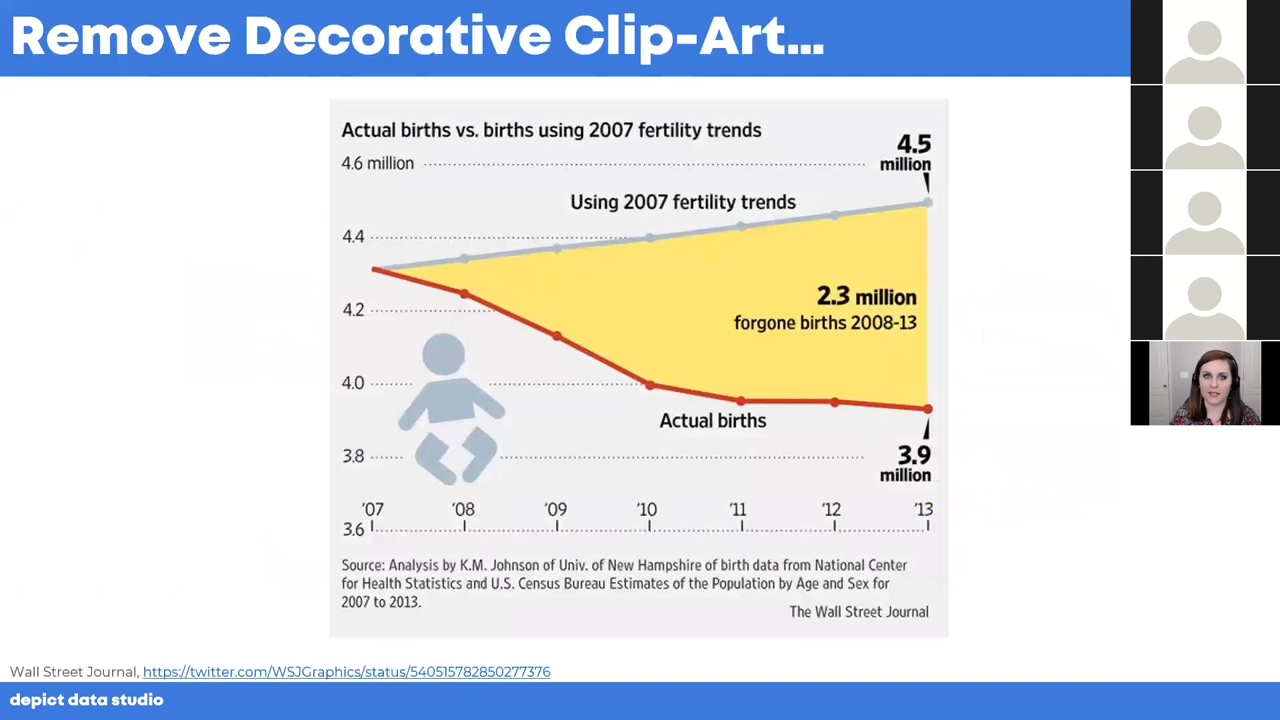 Remove Decorative Clip-Art...
Actual births vs. births using 2007 fertility trends
4.6 million
4.5
million
Using 2007 fertility trends
4.4
2.3 million
forgone births 2008-13
4.2
4.0
Actual births
3.8
3.9
million
'07
'08
'09
'10
'11
'12
'13
3.6
Source: Analysis by K.M. Johnson of Univ. of New Hampshire of birth data from National Center
for Health Statistics and U.S. Census Bureau Estimates of the Population by Age and Sex for
2007 to 2013.
The Wall Street Journal
Wall Street Journal, https://twitter.com/WSJGraphics/status/540515782850277376
depict data studio